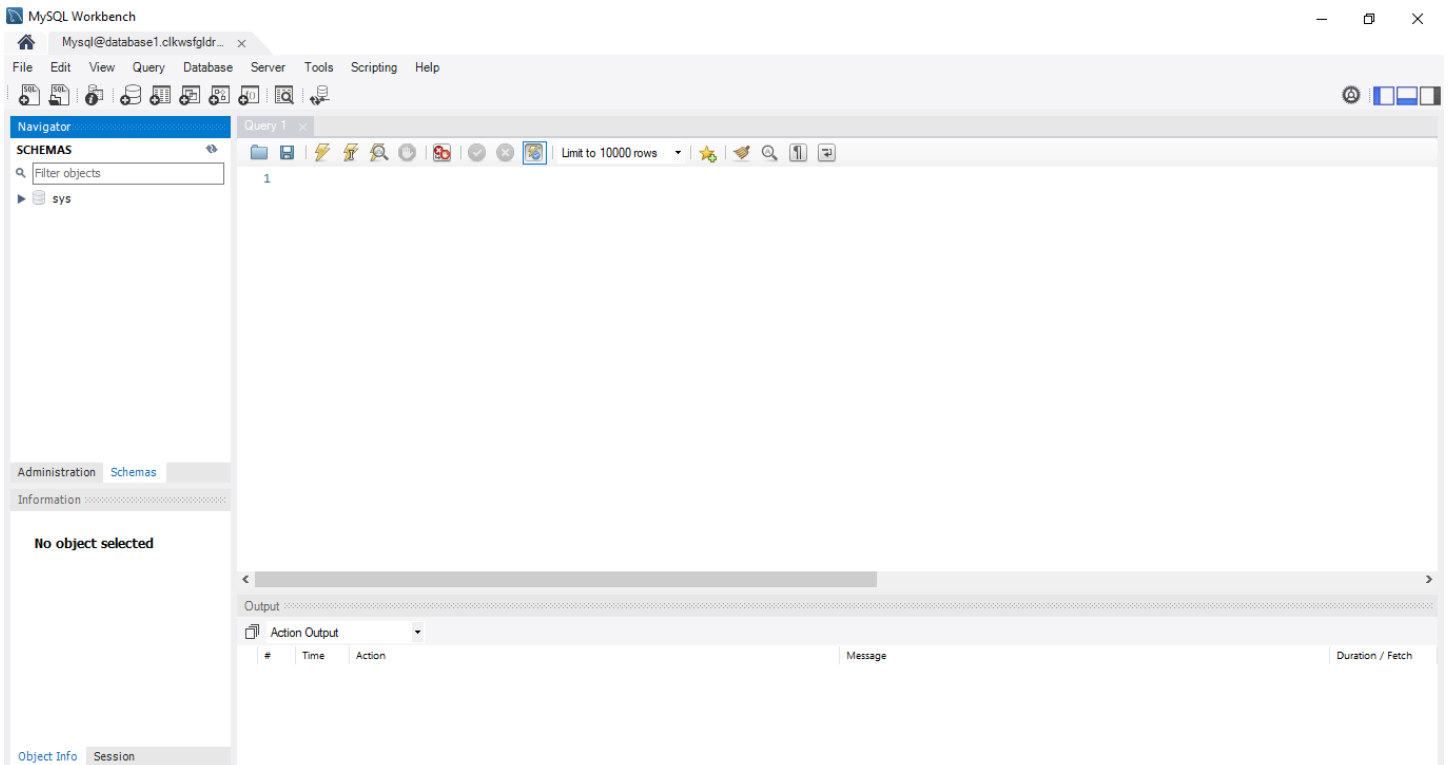 MySQL Workbench
Mysql@database1.clkwsfgldr...
File Edit View Query Database Server Tools Scripting Help
Navigator
Query 1
SCHEMAS
Limit to 10000 rows
Filter objects
1
sys
Administration Schemas
Information
No object selected
Output
Action Output
# Time Action Message Duration / Fetch
Object Info Session